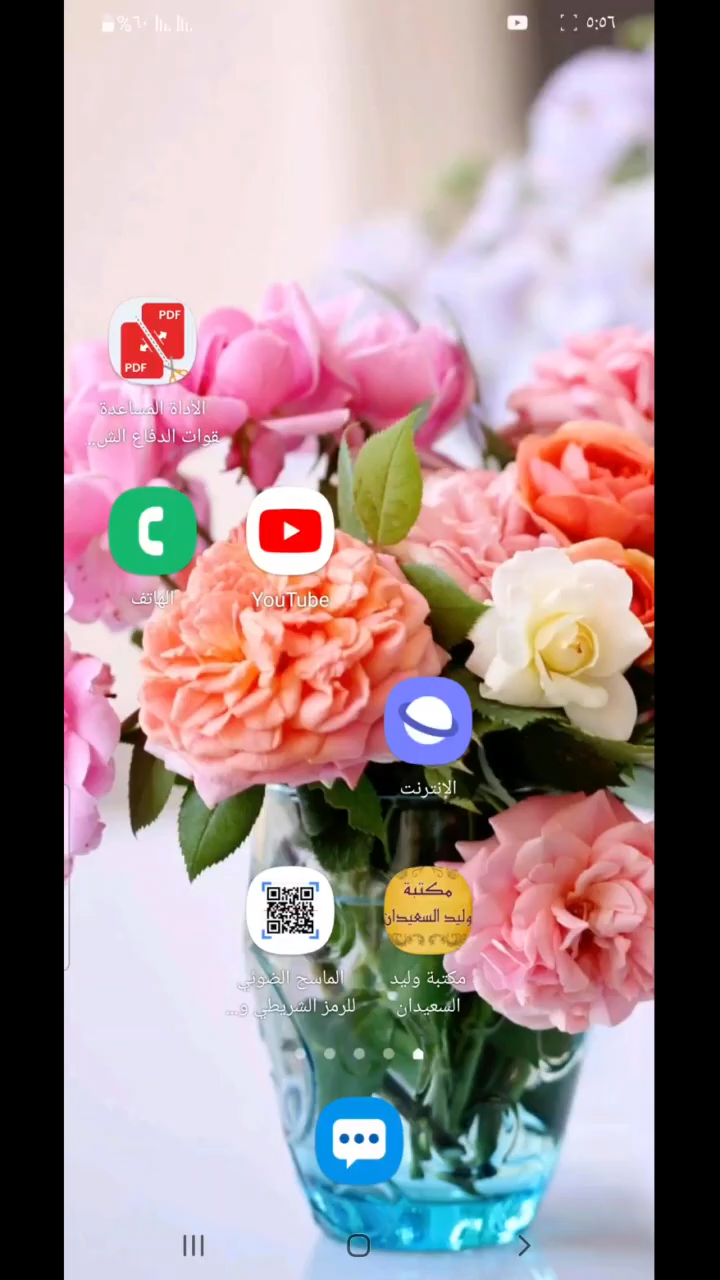 %٦٠
٥:٥٦
PDF
PDF
الأداة المساعدة
لقوات الدفاع الش...
الهاتف
YouTube
الإنترنت
مكتبة
وليد السعيدان
الماسح الضوئي
للرمز الشريطي و...
مكتبة وليد
السعيدان